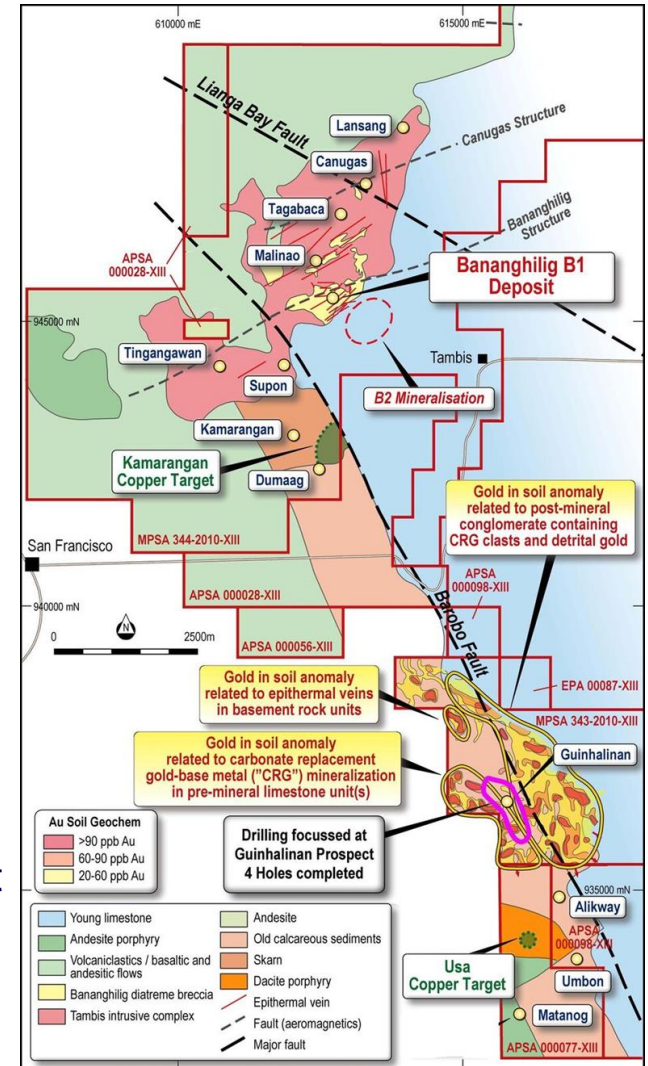 610000 mE
615000 mE
Lianga Bay Fault
Lansang
Canugas Structure
Canugas
Tagabaca
Bananghilig
Structure
Malinao
APSA
000028-XIII
Bananghilig B1
Deposit
945000 mN
Tingangawan
Tambis
Supon
B2 Mineralisation
Kamarangan
Kamarangan
Copper Target
Dumaag
Gold in soil anomaly
related to post-mineral
conglomerate containing
CRG clasts and detrital gold
MPSA 344-2010-XIII
San Francisco
APSA
000098-XIII
APSA 000028-XIII
940000 mN
Barobo Fault
N
APSA 000056-XIII
0
2500m
Gold in soil anomaly
related to epithermal veins
in basement rock units
EPA 00087-XIII
MPSA 343-2010-XIII
Gold in soil anomaly
related to carbonate replacement
gold-base metal ("CRG") mineralization
in pre-mineral limestone unit(s)
Guinhalinan
Au Soil Geochem
>90 ppb Au
60-90 ppb Au
20-60 ppb Au
Drilling focussed at
Guinhalinan Prospect
4 Holes completed
935000 mN
Alikway
APSA
000098-XIII
Young limestone
Andesite porphyry
Volcaniclastics / basaltic and
andesitic flows
Bananghilig diatreme breccia
Tambis intrusive complex
Andesite
Old calcareous sediments
Skarn
Dacite porphyry
Epithermal vein
Fault (aeromagnetics)
Major fault
Usa
Copper Target
Umbon
Matanog
APSA 000077-XIII